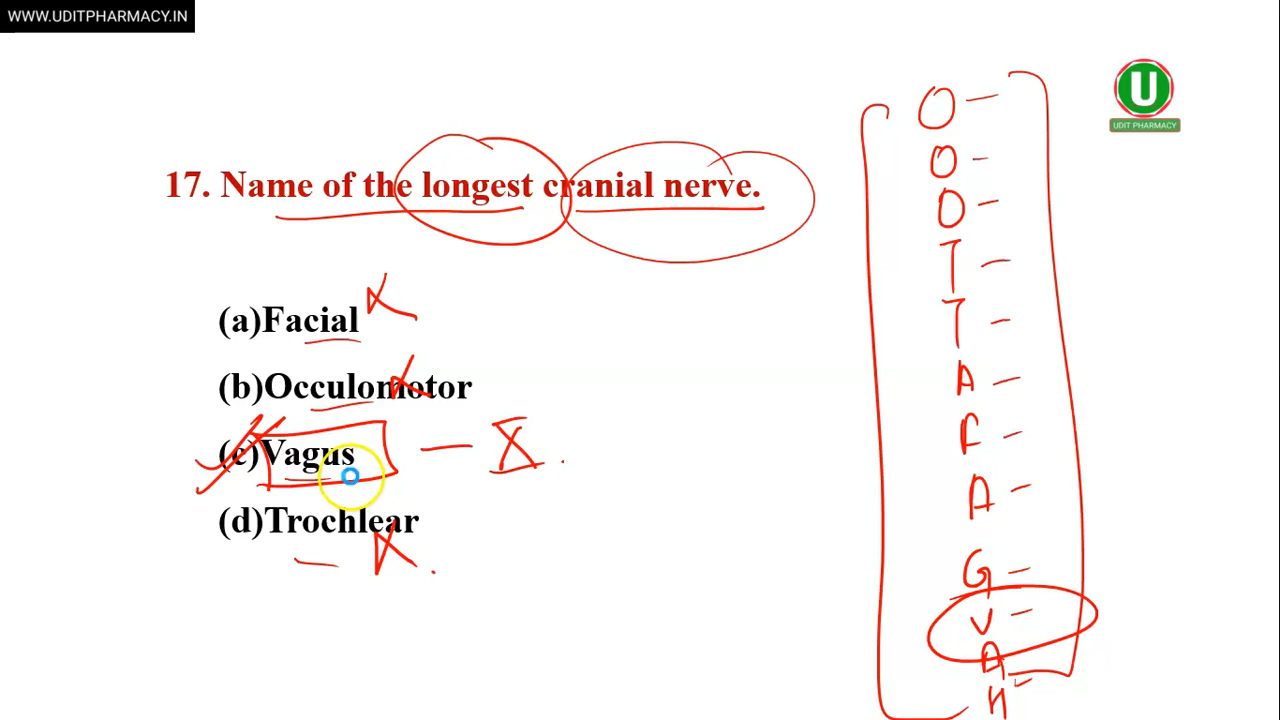 WWW.UDITPHARMACY.IN
U
UDIT PHARMACY
17. Name of the longest cranial nerve.
(a)Facial
(b)Occulomotor
(c)Vagus – X.
(d)Trochlear
O –
O –
O –
T –
T –
A –
F –
A –
G –
V –
A
H –